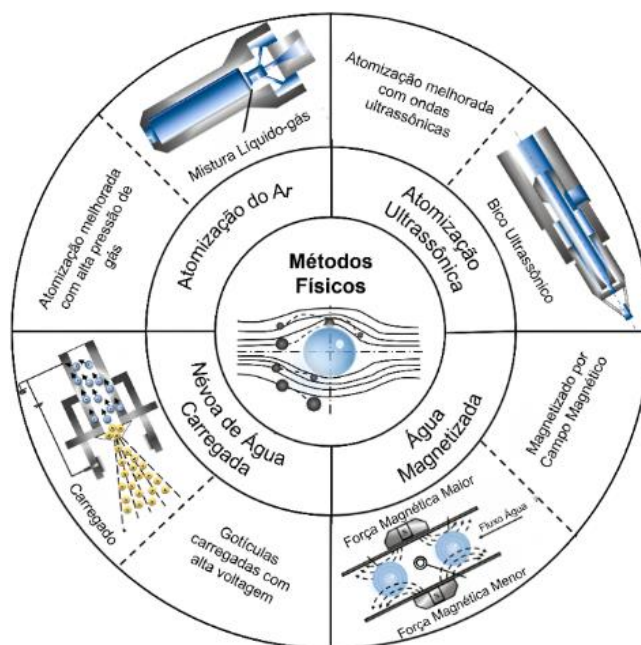 Métodos
Físicos
Atomização do Ar
Mistura Líquido-gás
Atomização melhorada
com alta pressão de
gás
Atomização
Ultrassônica
Atomização melhorada
com ondas
ultrassônicas
Bico Ultrassônico
Água
Magnetizada
Magnetizado por
Campo Magnético
Força Magnética Maior
Fluxo Água
Força Magnética Menor
Névoa de Água
Carregada
Gotículas
carregadas com
alta voltagem
Carregado